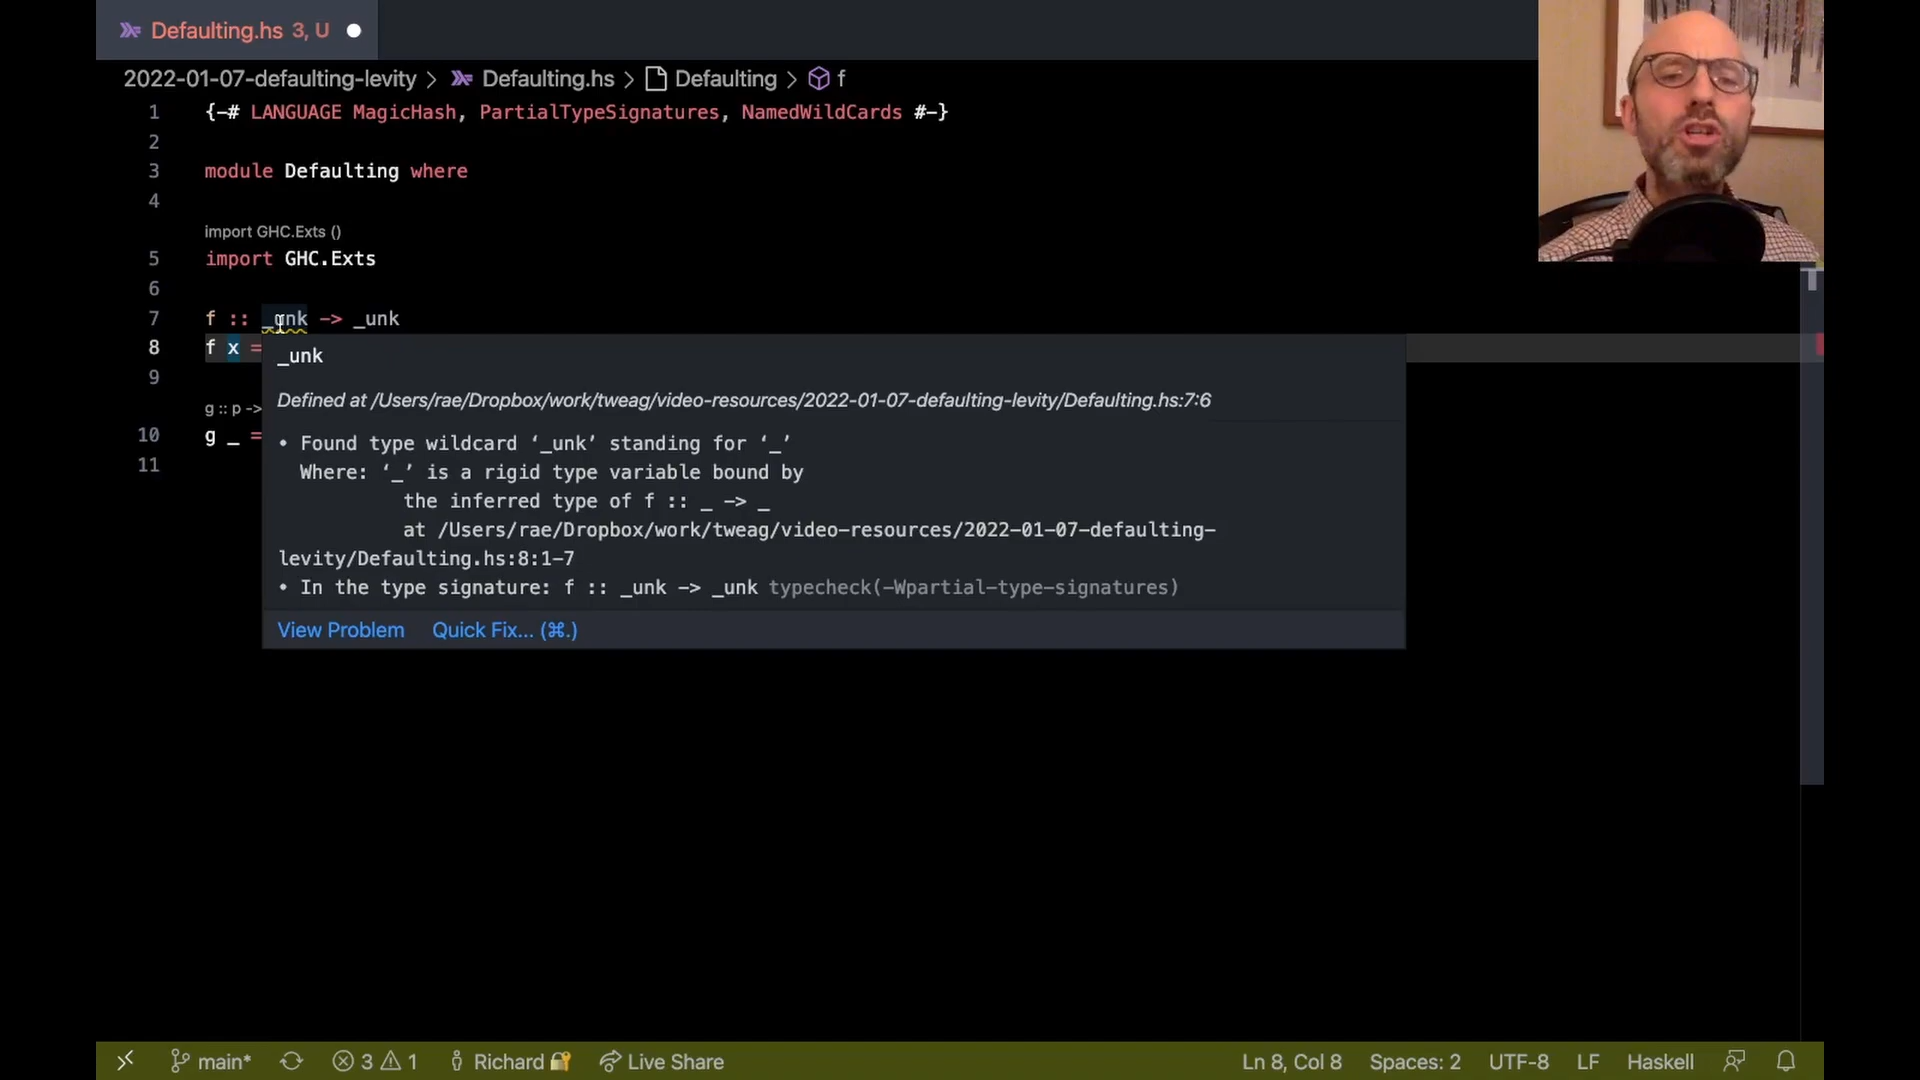 Defaulting.hs 3, U
2022-01-07-defaulting-levity > Defaulting.hs > Defaulting > f
1 {-# LANGUAGE MagicHash, PartialTypeSignatures, NamedWildCards #-}
2
3 module Defaulting where
4
import GHC.Exts ()
5 import GHC.Exts
6
7 f :: _unk -> _unk
8 f x =
9
g :: p ->
10 g _ =
11
_unk
Defined at /Users/rae/Dropbox/work/tweag/video-resources/2022-01-07-defaulting-levity/Defaulting.hs:7:6
• Found type wildcard ‘_unk’ standing for ‘_’
Where: ‘_’ is a rigid type variable bound by
the inferred type of f :: _ -> _
at /Users/rae/Dropbox/work/tweag/video-resources/2022-01-07-defaulting-
levity/Defaulting.hs:8:1-7
• In the type signature: f :: _unk -> _unk typecheck(-Wpartial-type-signatures)
View Problem Quick Fix... (⌘.)
main* 3 1 Richard 🔐 Live Share Ln 8, Col 8 Spaces: 2 UTF-8 LF Haskell